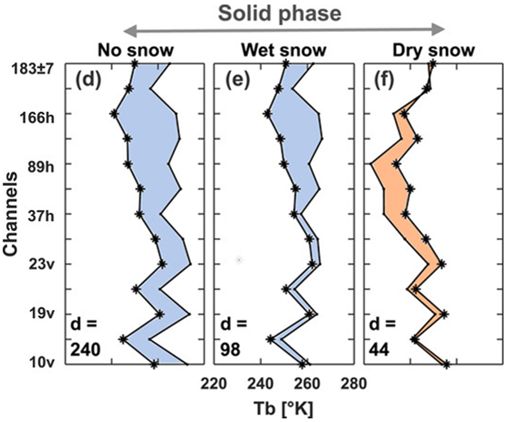 Solid phase
No snow Wet snow Dry snow
(d) (e) (f)
183±7
166h
89h
37h
23v
19v
10v
Channels
d =
240
d =
98
d =
44
220 240 260 280
Tb [°K]